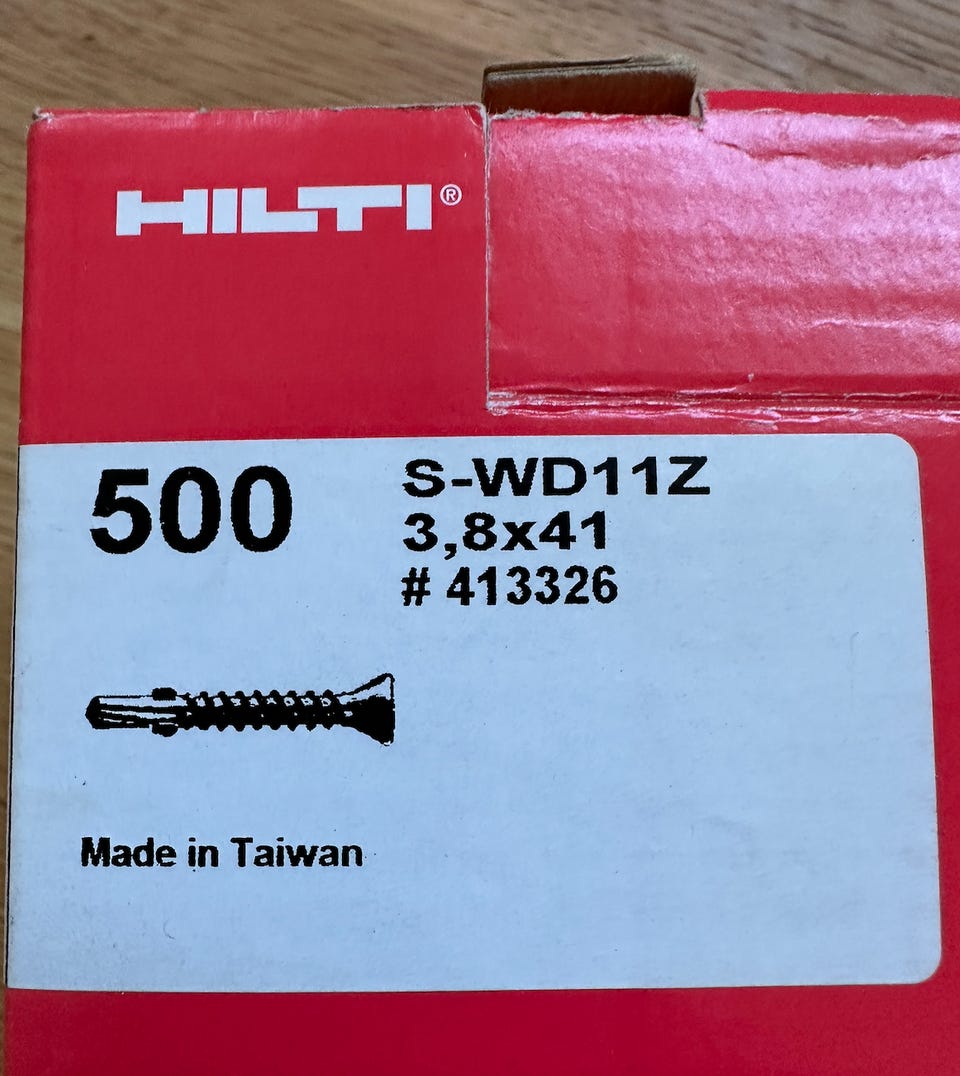 HILTI®
500
S-WD11Z
3,8x41
# 413326
Made in Taiwan